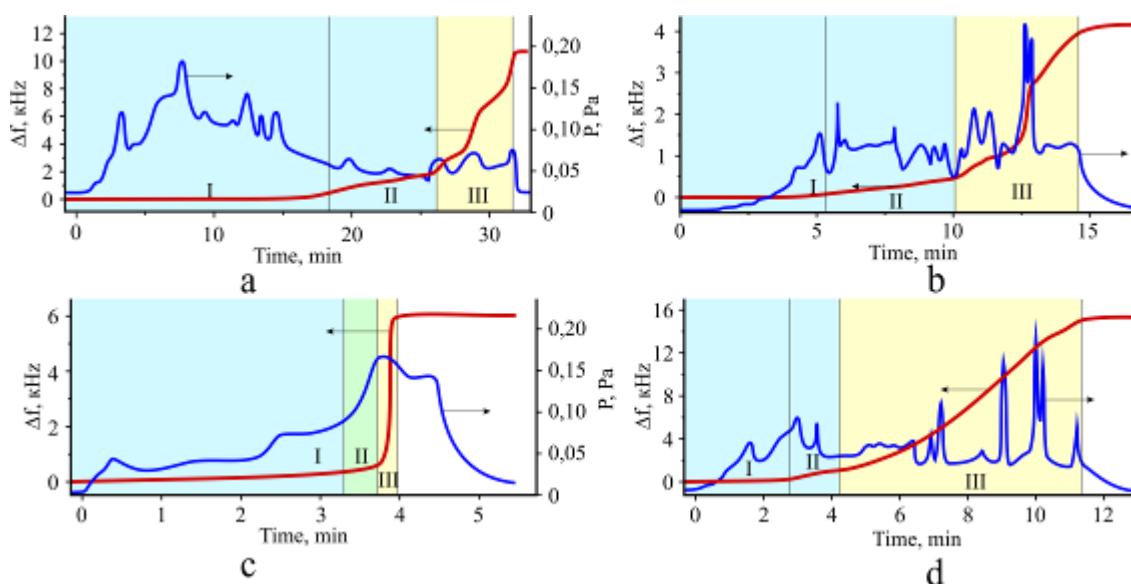 Δf, кHz
12
10
8
6
4
2
0
I
II
III
0,20
0,15
0,10
0,05
0
P, Pa
0 10 20 30
Time, min
a
Δf, кHz
4
3
2
1
0
I
II
III
0 5 10 15
Time, min
b
Δf, кHz
6
4
2
0
I
II
III
0,20
0,15
0,10
0,05
0
P, Pa
0 1 2 3 4 5
Time, min
c
Δf, кHz
16
12
8
4
0
I
II
III
0 2 4 6 8 10 12
Time, min
d